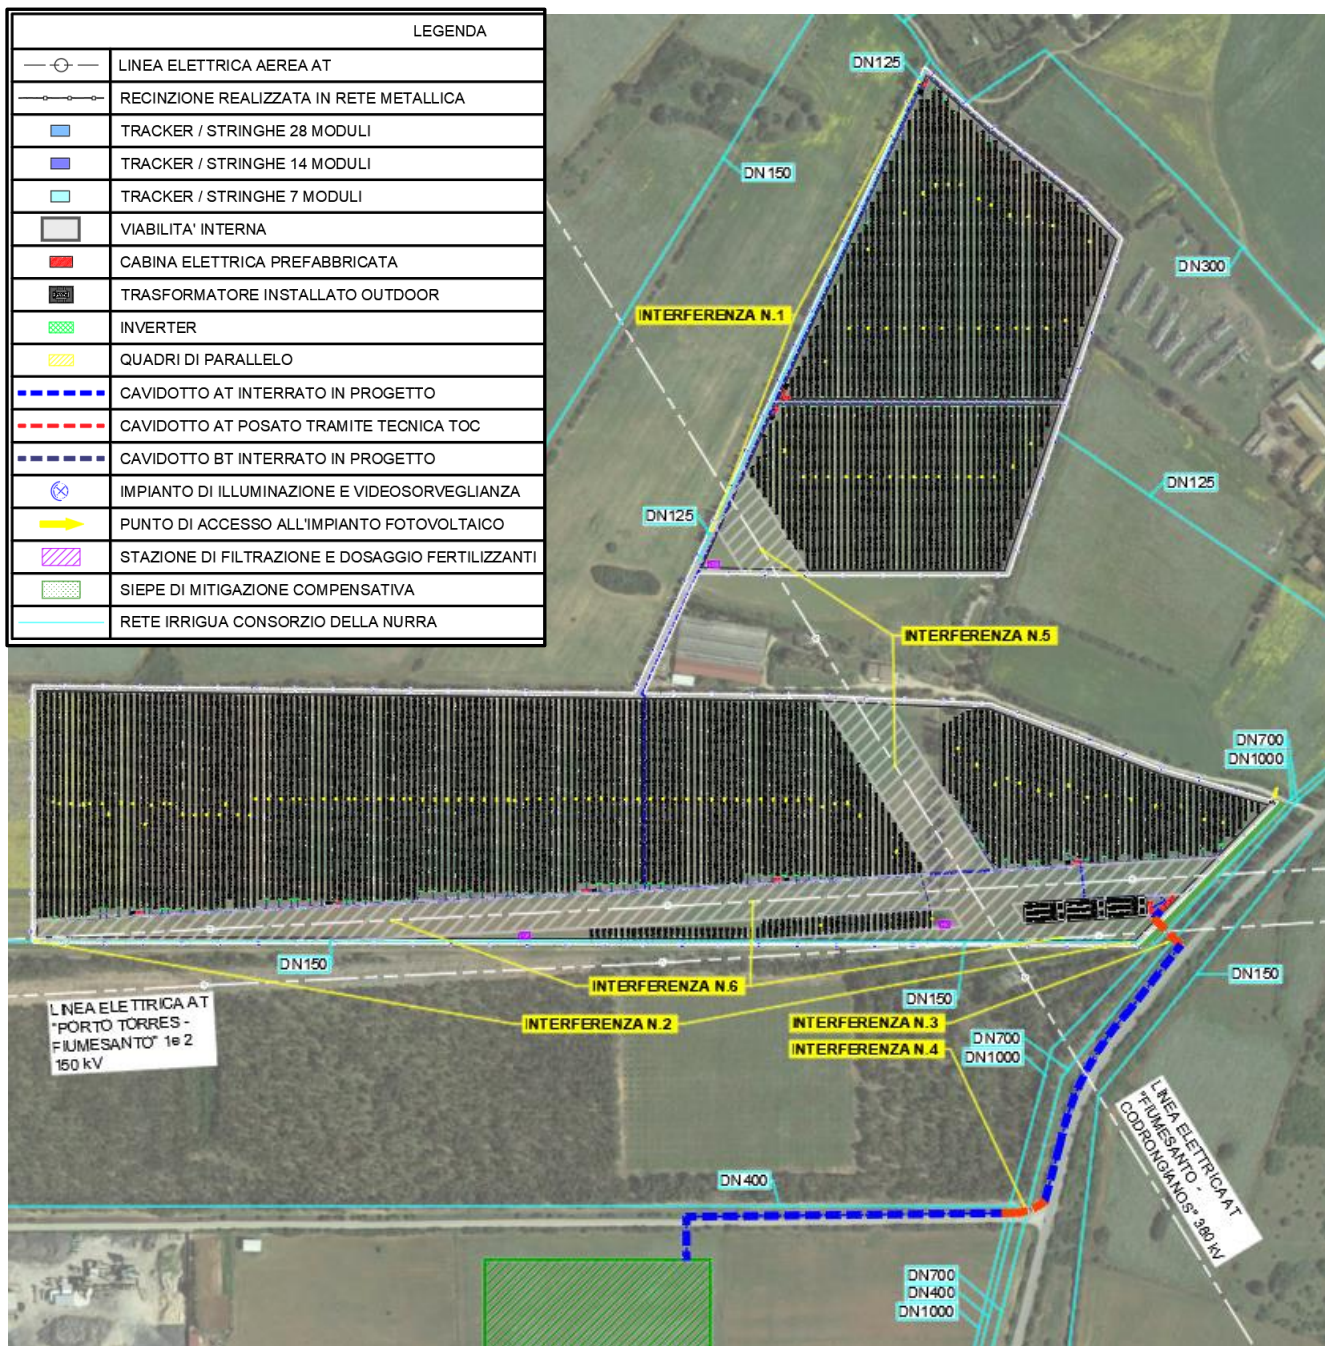 LEGENDA
LINEA ELETTRICA AEREA AT
RECINZIONE REALIZZATA IN RETE METALLICA
TRACKER / STRINGHE 28 MODULI
TRACKER / STRINGHE 14 MODULI
TRACKER / STRINGHE 7 MODULI
VIABILITA' INTERNA
CABINA ELETTRICA PREFABBRICATA
TRASFORMATORE INSTALLATO OUTDOOR
INVERTER
QUADRI DI PARALLELO
CAVIDOTTO AT INTERRATO IN PROGETTO
CAVIDOTTO AT POSATO TRAMITE TECNICA TOC
CAVIDOTTO BT INTERRATO IN PROGETTO
IMPIANTO DI ILLUMINAZIONE E VIDEOSORVEGLIANZA
PUNTO DI ACCESSO ALL'IMPIANTO FOTOVOLTAICO
STAZIONE DI FILTRAZIONE E DOSAGGIO FERTILIZZANTI
SIEPE DI MITIGAZIONE COMPENSATIVA
RETE IRRIGUA CONSORZIO DELLA NURRA
DN125
DN150
DN300
INTERFERENZA N.1
DN125
DN125
INTERFERENZA N.5
DN700
DN1000
DN150
INTERFERENZA N.6
DN150
DN150
LINEA ELETTRICA AT
"PORTO TORRES -
FIUMESANTO" 1e 2
150 kV
INTERFERENZA N.2
INTERFERENZA N.3
INTERFERENZA N.4
DN700
DN1000
LINEA ELETTRICA AT
"FIUMESANTO -
CODRONGIANOS" 380 kV
DN400
DN700
DN400
DN1000